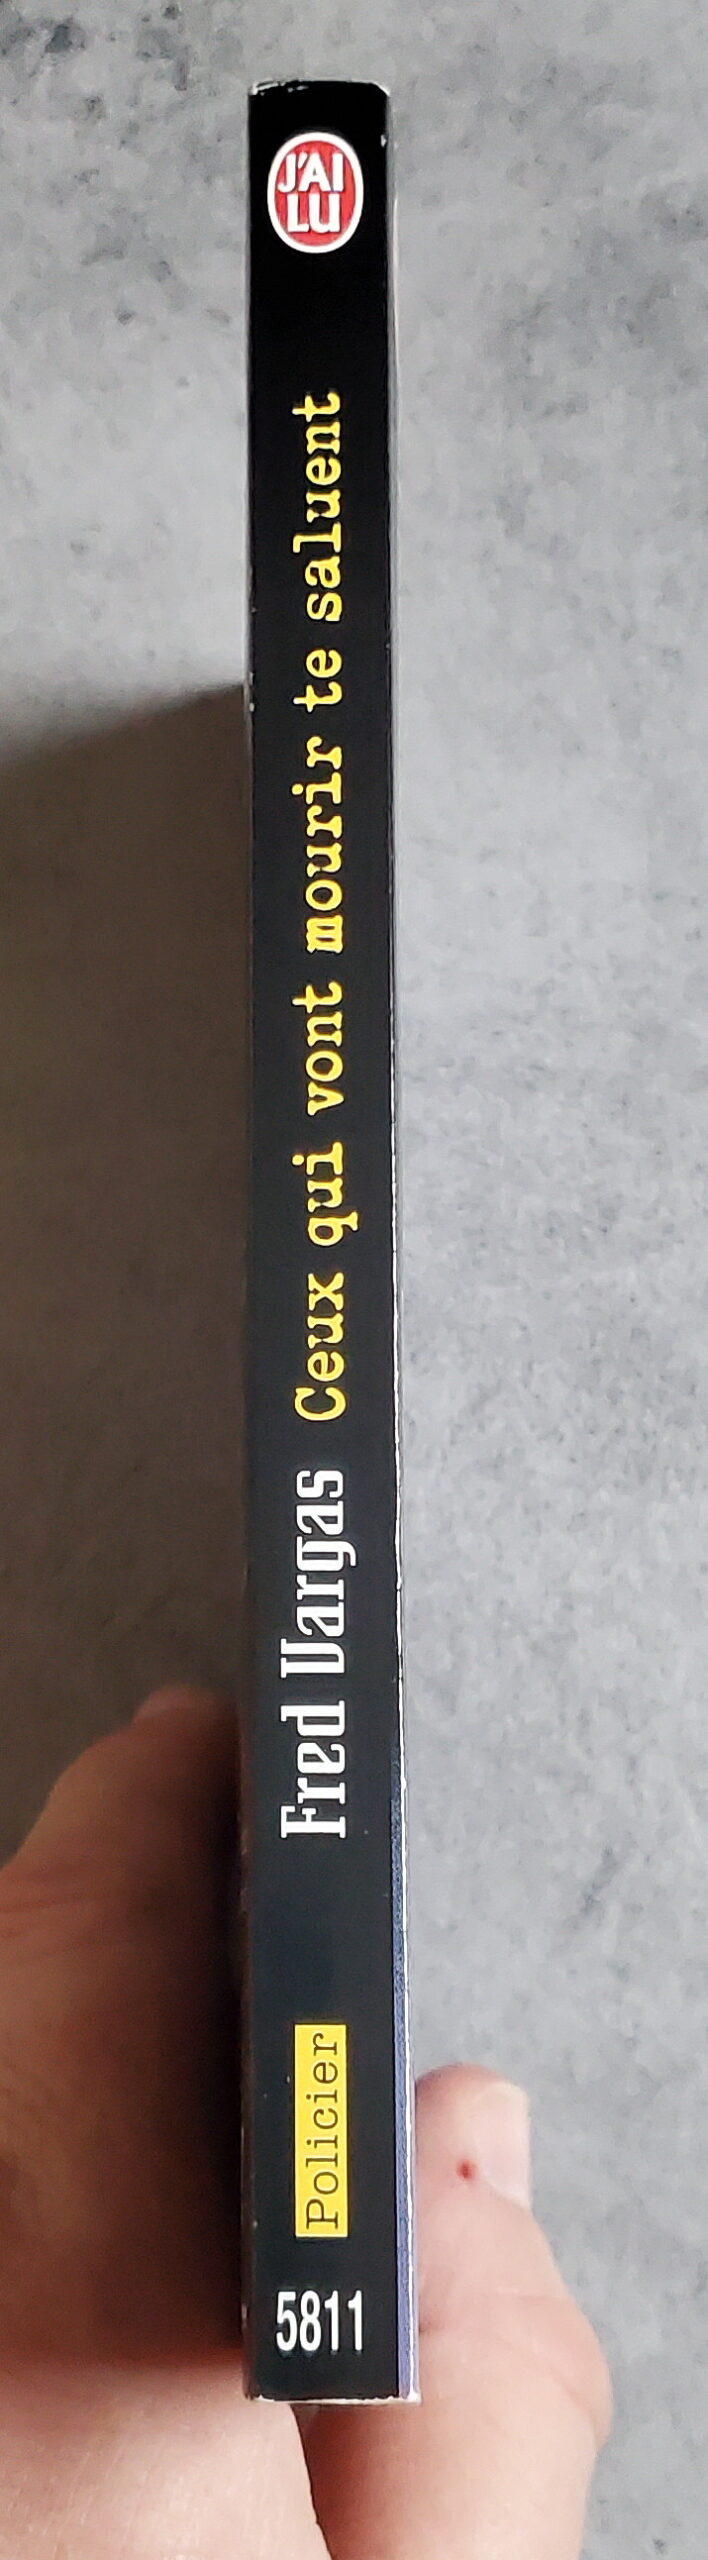 J'AI
LU
Fred Vargas Ceux qui vont mourir te saluent
Policier
5811